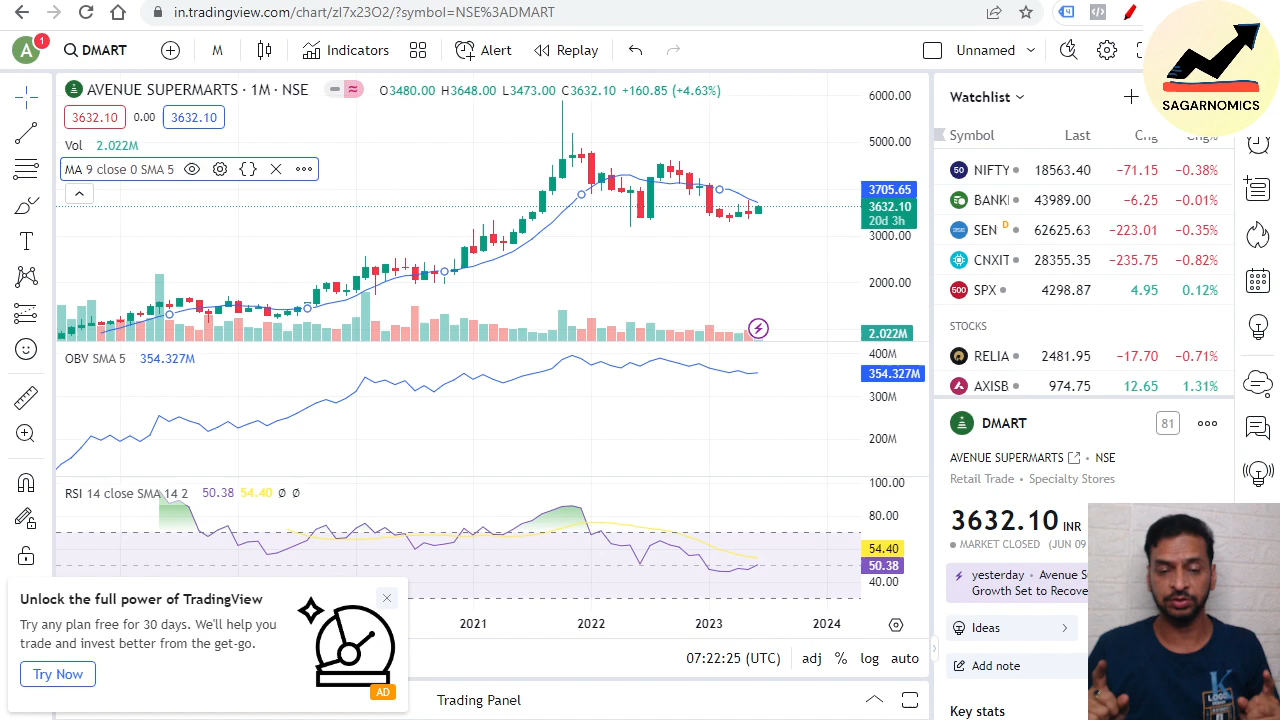 in.tradingview.com/chart/zI7x23O2/?symbol=NSE%3ADMART
A 1 DMART M Indicators Alert Replay Unnamed
SAGARNOMICS
AVENUE SUPERMARTS · 1M · NSE O3480.00 H3648.00 L3473.00 C3632.10 +160.85 (+4.63%)
3632.10 0.00 3632.10
Vol 2.022M
MA 9 close 0 SMA 5
6000.00
5000.00
3705.65
3632.10
20d 3h
3000.00
2000.00
2.022M
OBV SMA 5 354.327M
400M
354.327M
300M
200M
RSI 14 close SMA 14 2 50.38 54.40 Ø Ø
100.00
80.00
54.40
50.38
40.00
2021 2022 2023 2024
07:22:25 (UTC) adj % log auto
Trading Panel
Unlock the full power of TradingView
Try any plan free for 30 days. We'll help you
trade and invest better from the get-go.
Try Now
AD
Watchlist
Symbol Last Chg Chg%
50 NIFTY 18563.40 −71.15 −0.38%
BANKI 43989.00 −6.25 −0.01%
SEN D 62625.63 −223.01 −0.35%
CNXIT 28355.35 −235.75 −0.82%
500 SPX 4298.87 4.95 0.12%
STOCKS
RELIA 2481.95 −17.70 −0.71%
AXISB 974.75 12.65 1.31%
DMART 81
AVENUE SUPERMARTS NSE
Retail Trade • Specialty Stores
3632.10 INR
MARKET CLOSED (JUN 09
yesterday • Avenue S
Growth Set to Recove
Ideas
Add note
Key stats